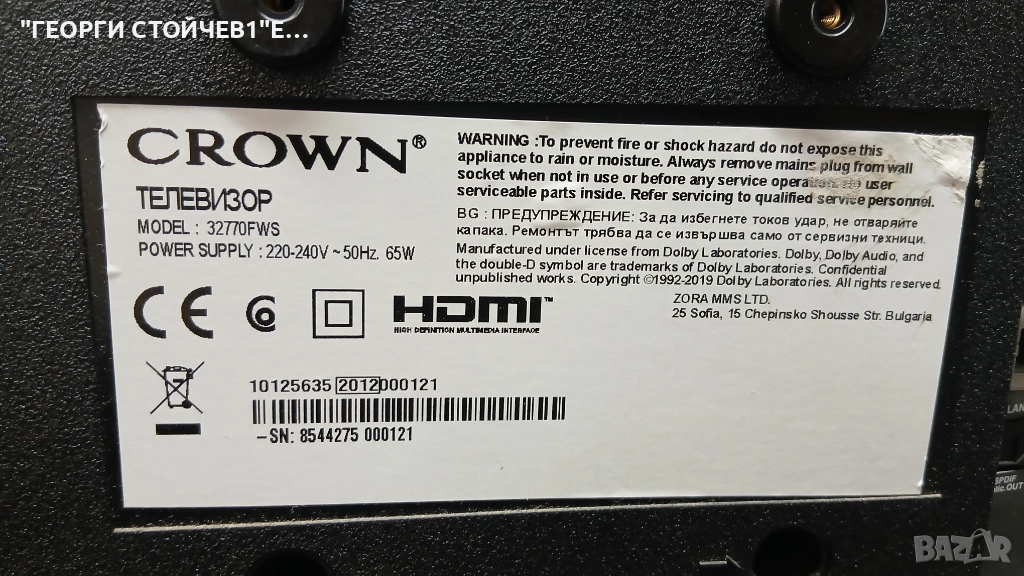 "ГЕОРГИ СТОЙЧЕВ1"Е...
CROWN®
ТЕЛЕВИЗОР
MODEL : 32770FWS
POWER SUPPLY : 220-240V ~ 50Hz. 65W
WARNING :To prevent fire or shock hazard do not expose this
appliance to rain or moisture. Always remove mains plug from wall
socket when not in use or before any service user
serviceable parts inside. Refer servicing to qualified service personnel.
BG : ПРЕДУПРЕЖДЕНИЕ: За да избегнете токов удар, не отваряйте
капака. Ремонтът трябва да се извършва само от сервизни техници.
Manufactured under license from Dolby Laboratories. Dolby, Dolby Audio, and
the double-D symbol are trademarks of Dolby Laboratories. Confidential
unpublished works. Copyright ©1992-2019 Dolby Laboratories. All rights reserved.
ZORA MMS LTD.
25 Sofia, 15 Chepinsko Shousse Str. Bulgaria
CE
HDMI™
HIGH DEFINITION MULTIMEDIA INTERFACE
10125635 2012000121
–SN: 8544275 000121
LAN
SPDIF
OUT
BAZAR